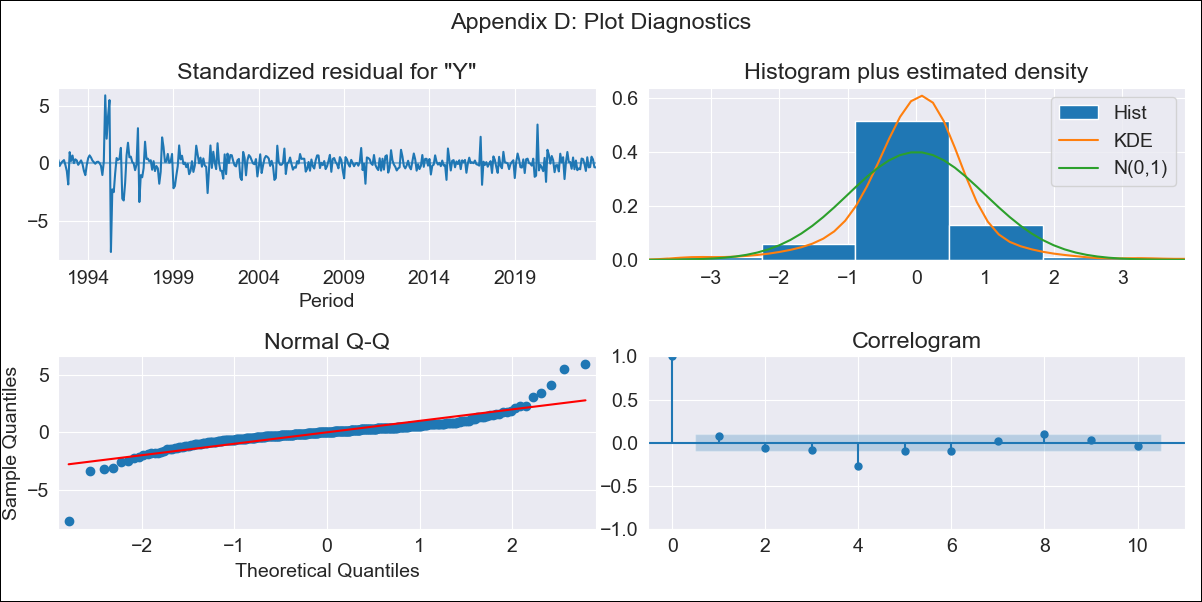 Appendix D: Plot Diagnostics
Standardized residual for "Y"
5
0
−5
1994 1999 2004 2009 2014 2019
Period
Histogram plus estimated density
0.6
0.4
0.2
0.0
−3 −2 −1 0 1 2 3
Hist
KDE
N(0,1)
Normal Q-Q
Sample Quantiles
5
0
−5
−2 −1 0 1 2
Theoretical Quantiles
Correlogram
1.0
0.5
0.0
−0.5
−1.0
0 2 4 6 8 10